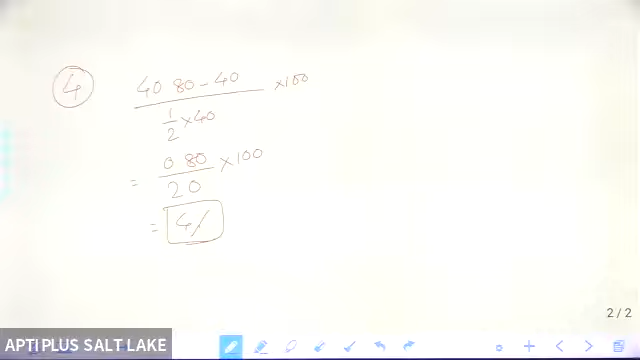 4
40 80 - 40 × 100
1/2 × 40
= 0 80 × 100
20
= 4/
2 / 2
APTI PLUS SALT LAKE